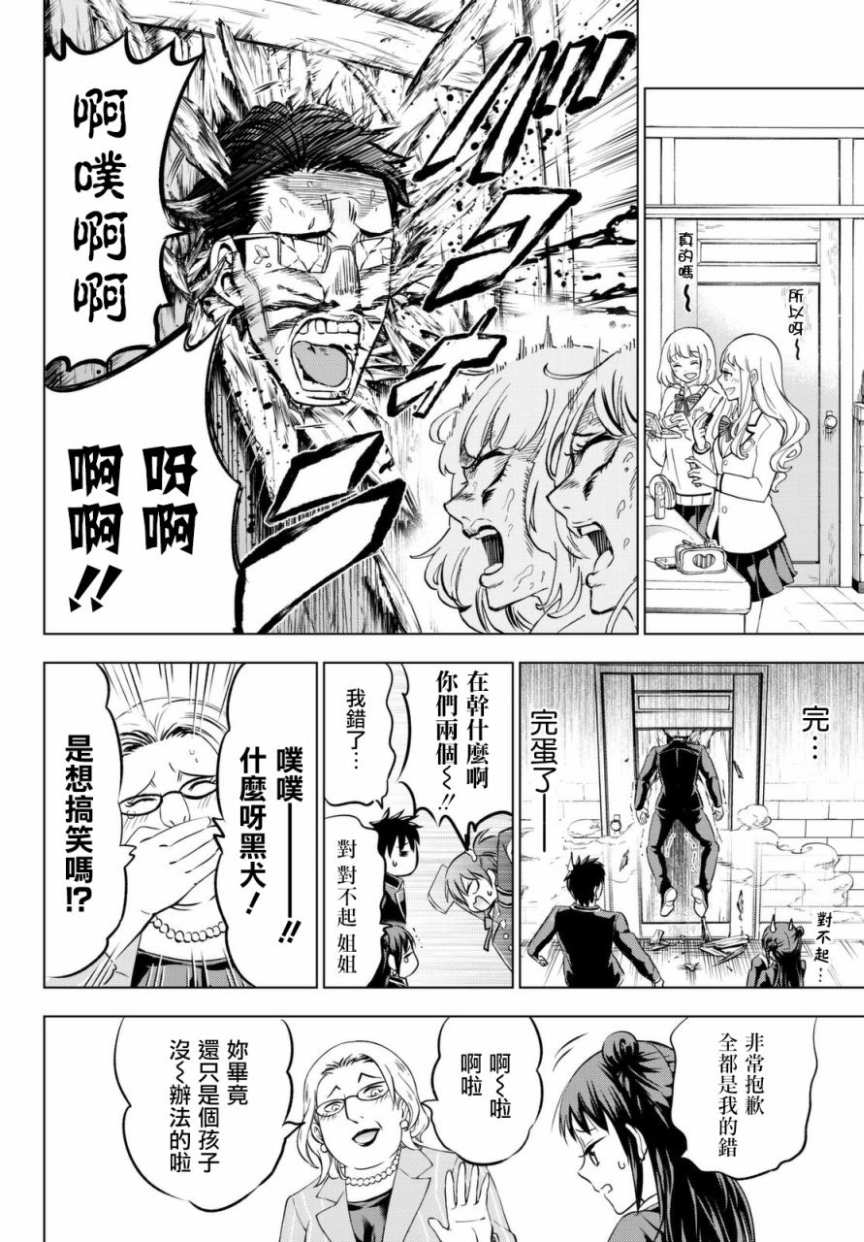 所以呀～
真的嗎～
啊噗啊啊
呸啊
啊啊啊!!
完…
對不起…
完蛋了——
在幹什麼啊
你們兩個～!!
我錯了…
對 對不起 姐姐
噗噗——!!
什麼呀黑犬！
是想搞笑嗎!?
非常抱歉
全都是我的錯
啊～啦
啊啦
妳畢竟
還只是個孩子
沒～辦法的啦